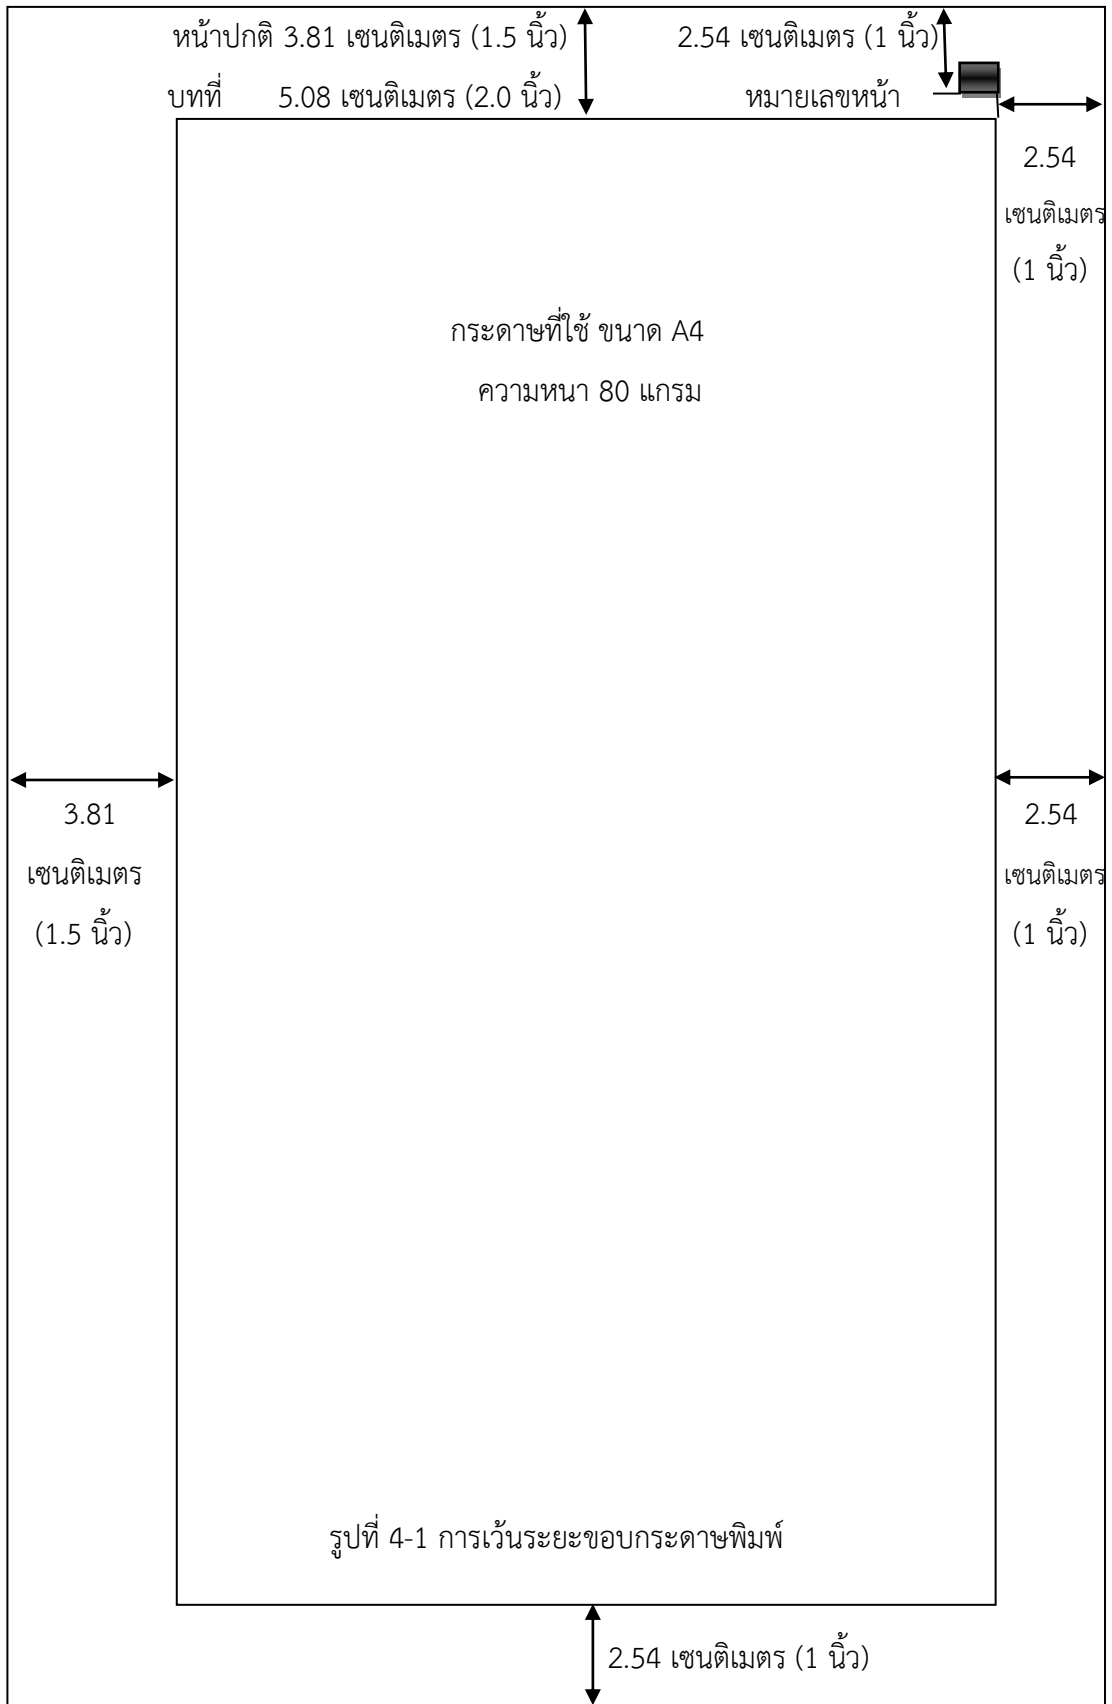 หน้าปกติ 3.81 เซนติเมตร (1.5 นิ้ว)
2.54 เซนติเมตร (1 นิ้ว)
บทที่ 5.08 เซนติเมตร (2.0 นิ้ว)
หมายเลขหน้า
2.54
เซนติเมตร
(1 นิ้ว)
กระดาษที่ใช้ ขนาด A4
ความหนา 80 แกรม
3.81
เซนติเมตร
(1.5 นิ้ว)
2.54
เซนติเมตร
(1 นิ้ว)
รูปที่ 4-1 การเว้นระยะขอบกระดาษพิมพ์
2.54 เซนติเมตร (1 นิ้ว)